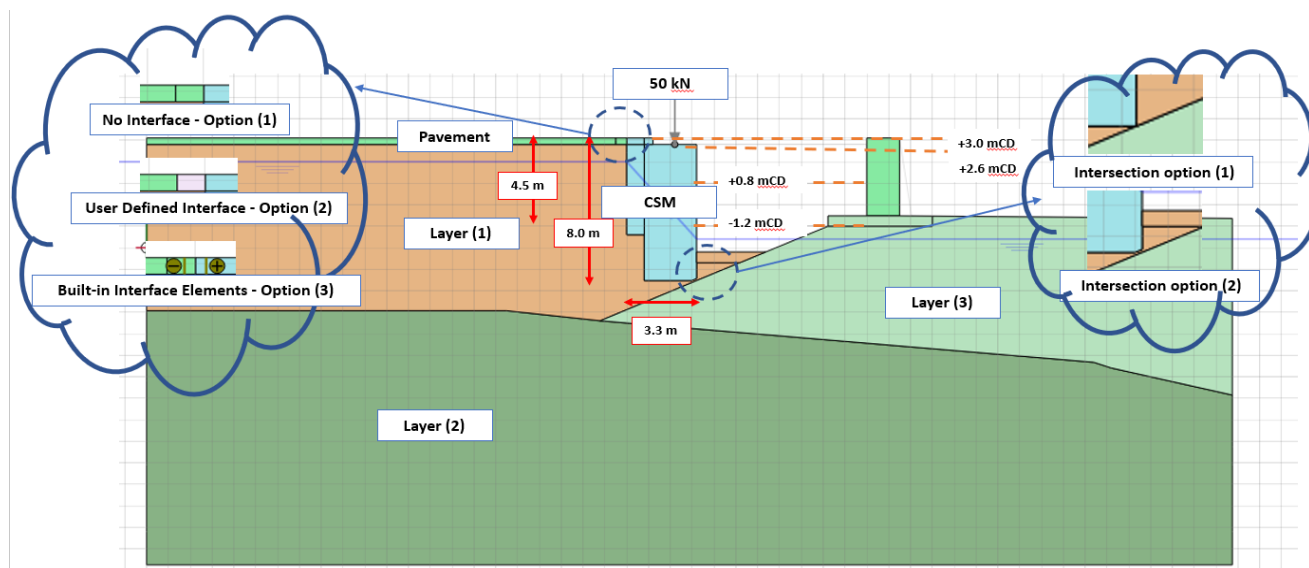 50 kN
No Interface - Option (1)
Pavement
+3.0 mCD
+2.6 mCD
Intersection option (1)
4.5 m
+0.8 mCD
User Defined Interface - Option (2)
CSM
-1.2 mCD
Layer (1)
8.0 m
Built-in Interface Elements - Option (3)
Intersection option (2)
Layer (3)
3.3 m
Layer (2)